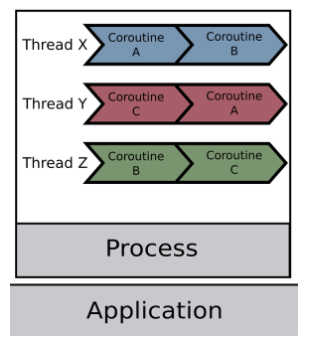 Thread X
Coroutine
A
Coroutine
B
Thread Y
Coroutine
C
Coroutine
A
Thread Z
Coroutine
B
Coroutine
C
Process
Application